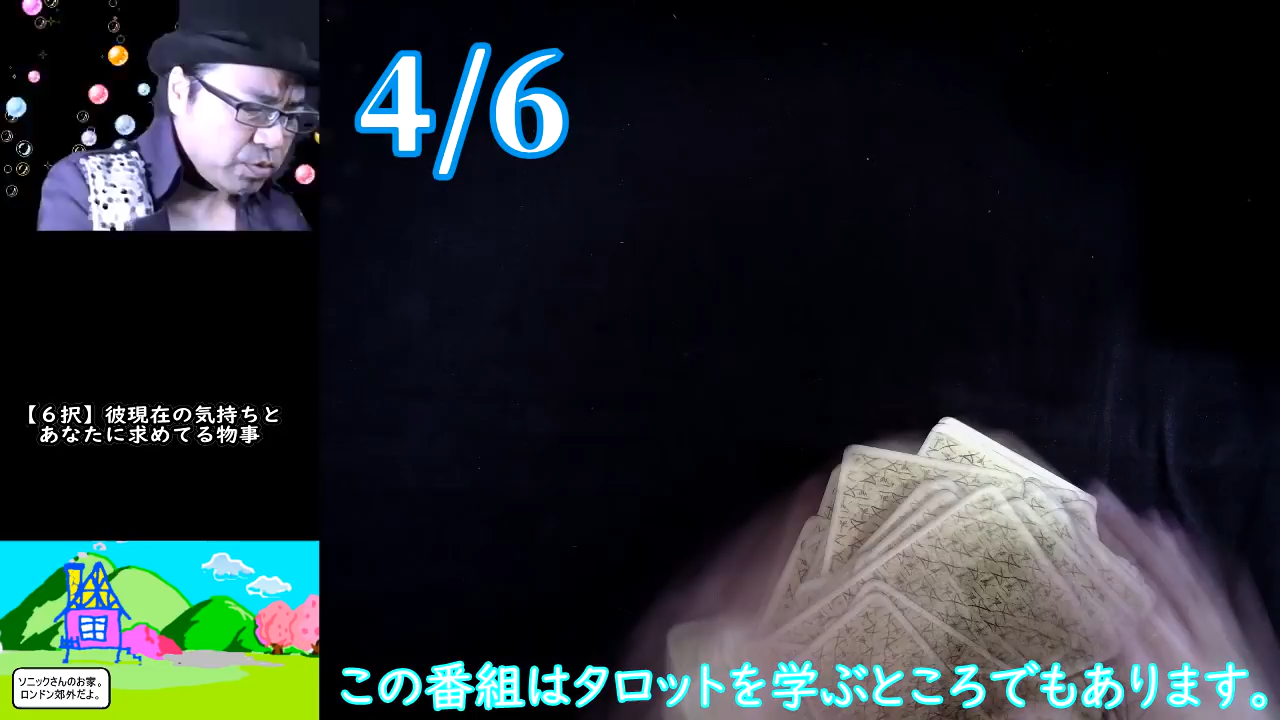 4/6
【６択】彼現在の気持ちと
あなたに求めてる物事
ソニックさんのお家。
ロンドン郊外だよ。
この番組はタロットを学ぶところでもあります。